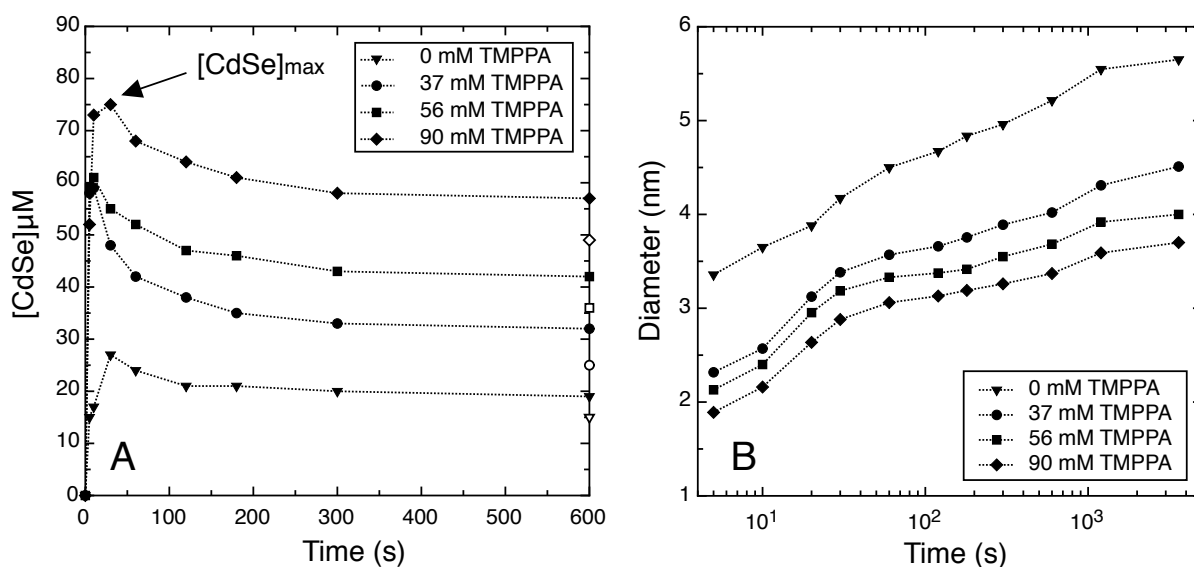 90
80
70
60
50
40
30
20
10
0
[CdSe]µM
[CdSe]max
0 mM TMPPA
37 mM TMPPA
56 mM TMPPA
90 mM TMPPA
A
0 100 200 300 400 500 600
Time (s)
6
5
4
3
2
1
Diameter (nm)
0 mM TMPPA
37 mM TMPPA
56 mM TMPPA
90 mM TMPPA
B
10¹ 10² 10³
Time (s)